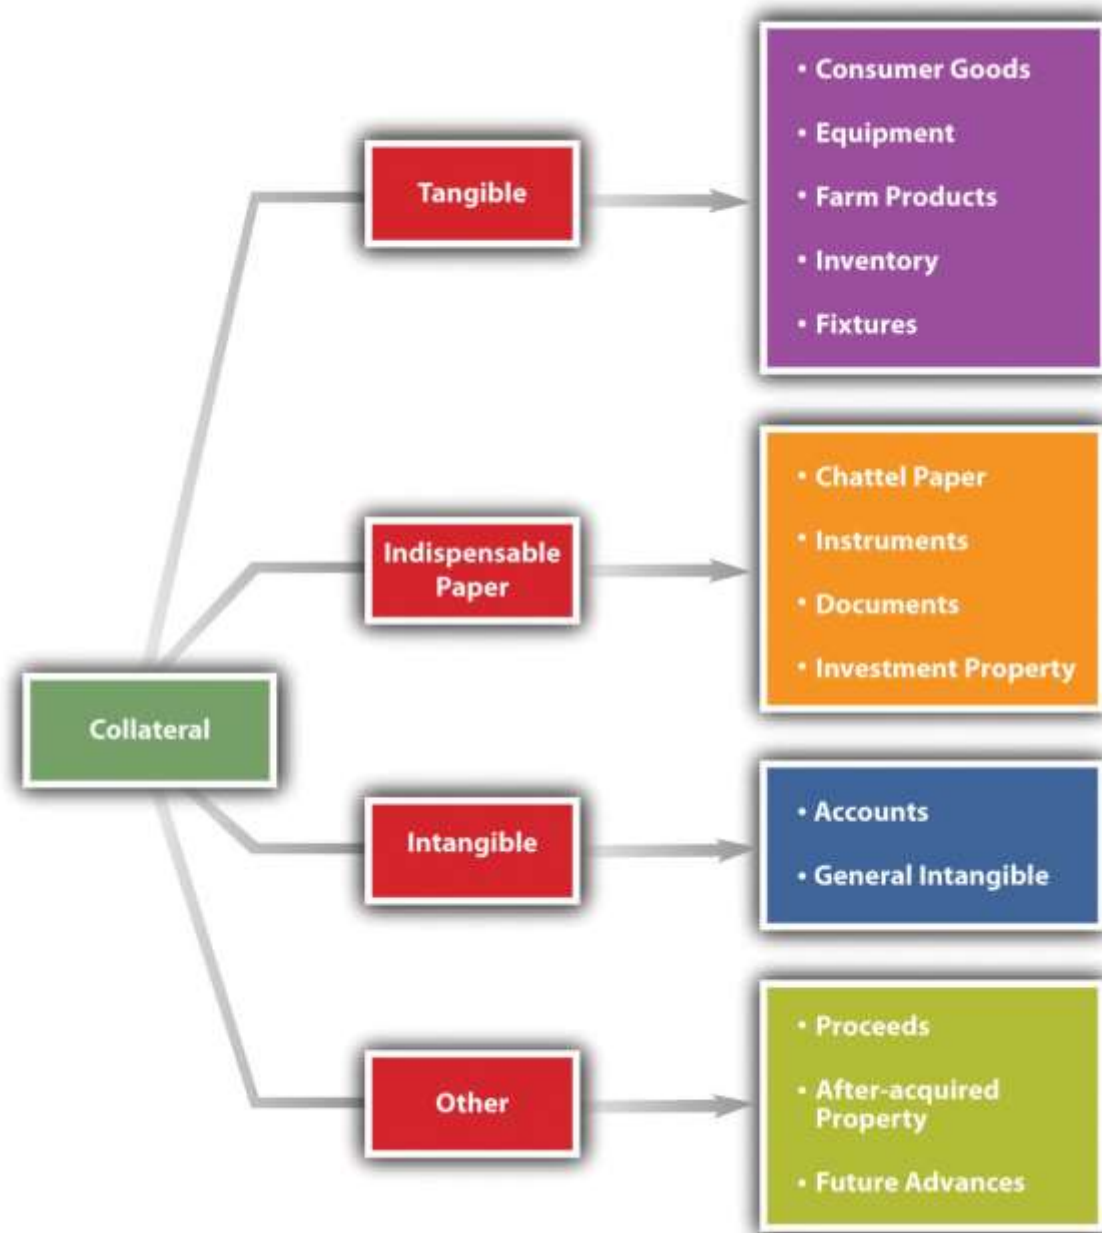 Collateral
Tangible
• Consumer Goods
• Equipment
• Farm Products
• Inventory
• Fixtures
Indispensable
Paper
• Chattel Paper
• Instruments
• Documents
• Investment Property
Intangible
• Accounts
• General Intangible
Other
• Proceeds
• After-acquired
Property
• Future Advances